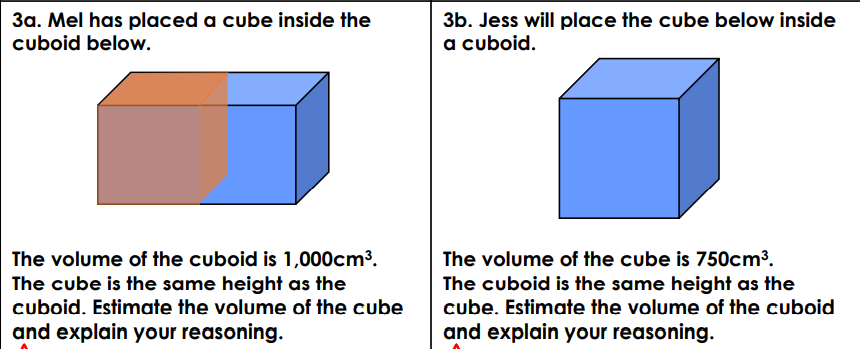 3a. Mel has placed a cube inside the
cuboid below.
The volume of the cuboid is 1,000cm³.
The cube is the same height as the
cuboid. Estimate the volume of the cube
and explain your reasoning.
3b. Jess will place the cube below inside
a cuboid.
The volume of the cube is 750cm³.
The cuboid is the same height as the
cube. Estimate the volume of the cuboid
and explain your reasoning.